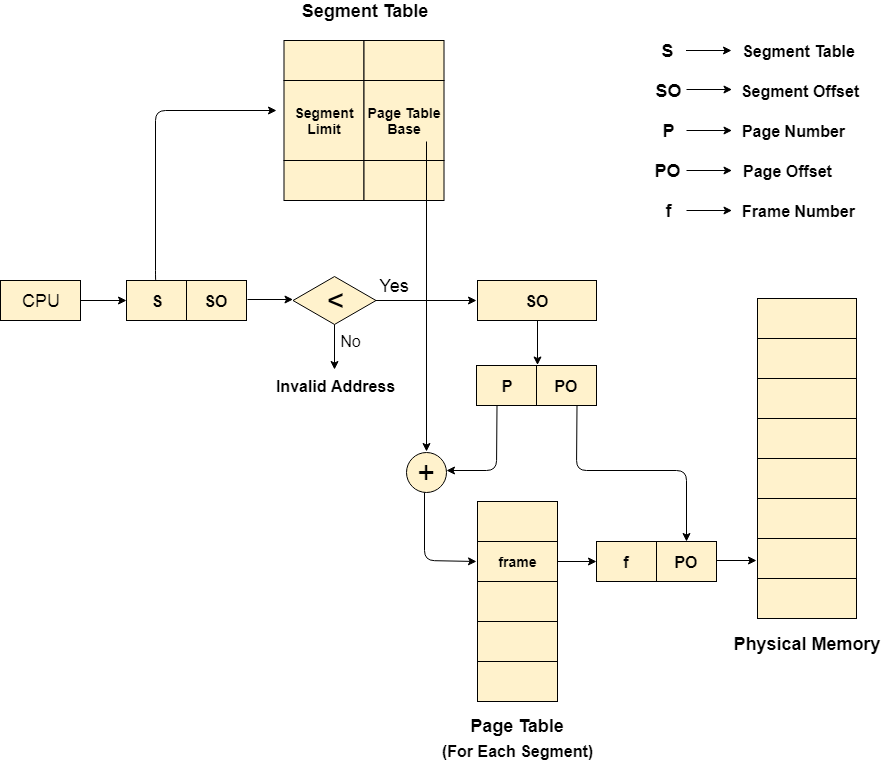 Segment Table
Segment
Limit
Page Table
Base
S Segment Table
SO Segment Offset
P Page Number
PO Page Offset
f Frame Number
CPU
S SO
<
Yes
No
Invalid Address
SO
P PO
+
frame
f PO
Physical Memory
Page Table
(For Each Segment)